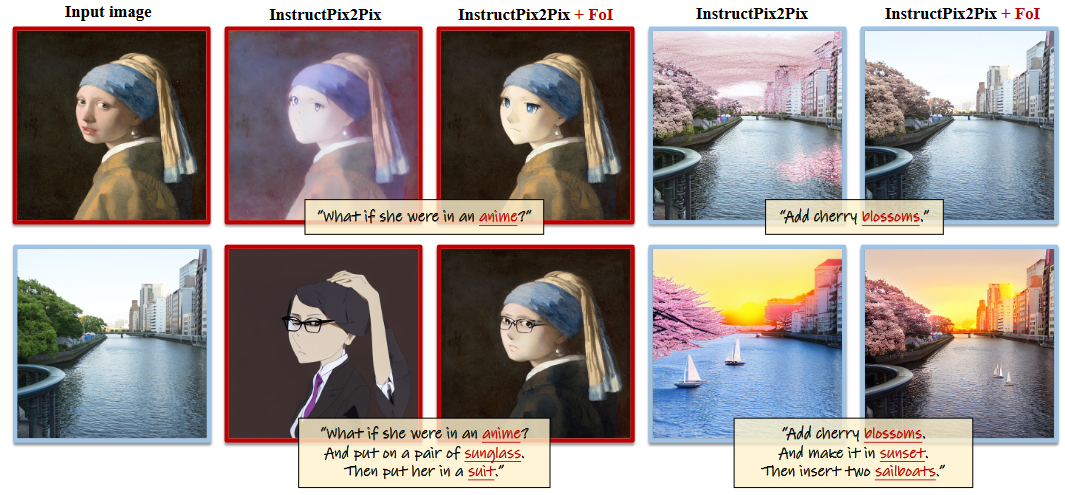 Input image
InstructPix2Pix
InstructPix2Pix + FoI
InstructPix2Pix
InstructPix2Pix + FoI
“What if she were in an anime?”
“Add cherry blossoms.”
“What if she were in an anime?
And put on a pair of sunglass.
Then put her in a suit.”
“Add cherry blossoms.
And make it in sunset.
Then insert two sailboats.”